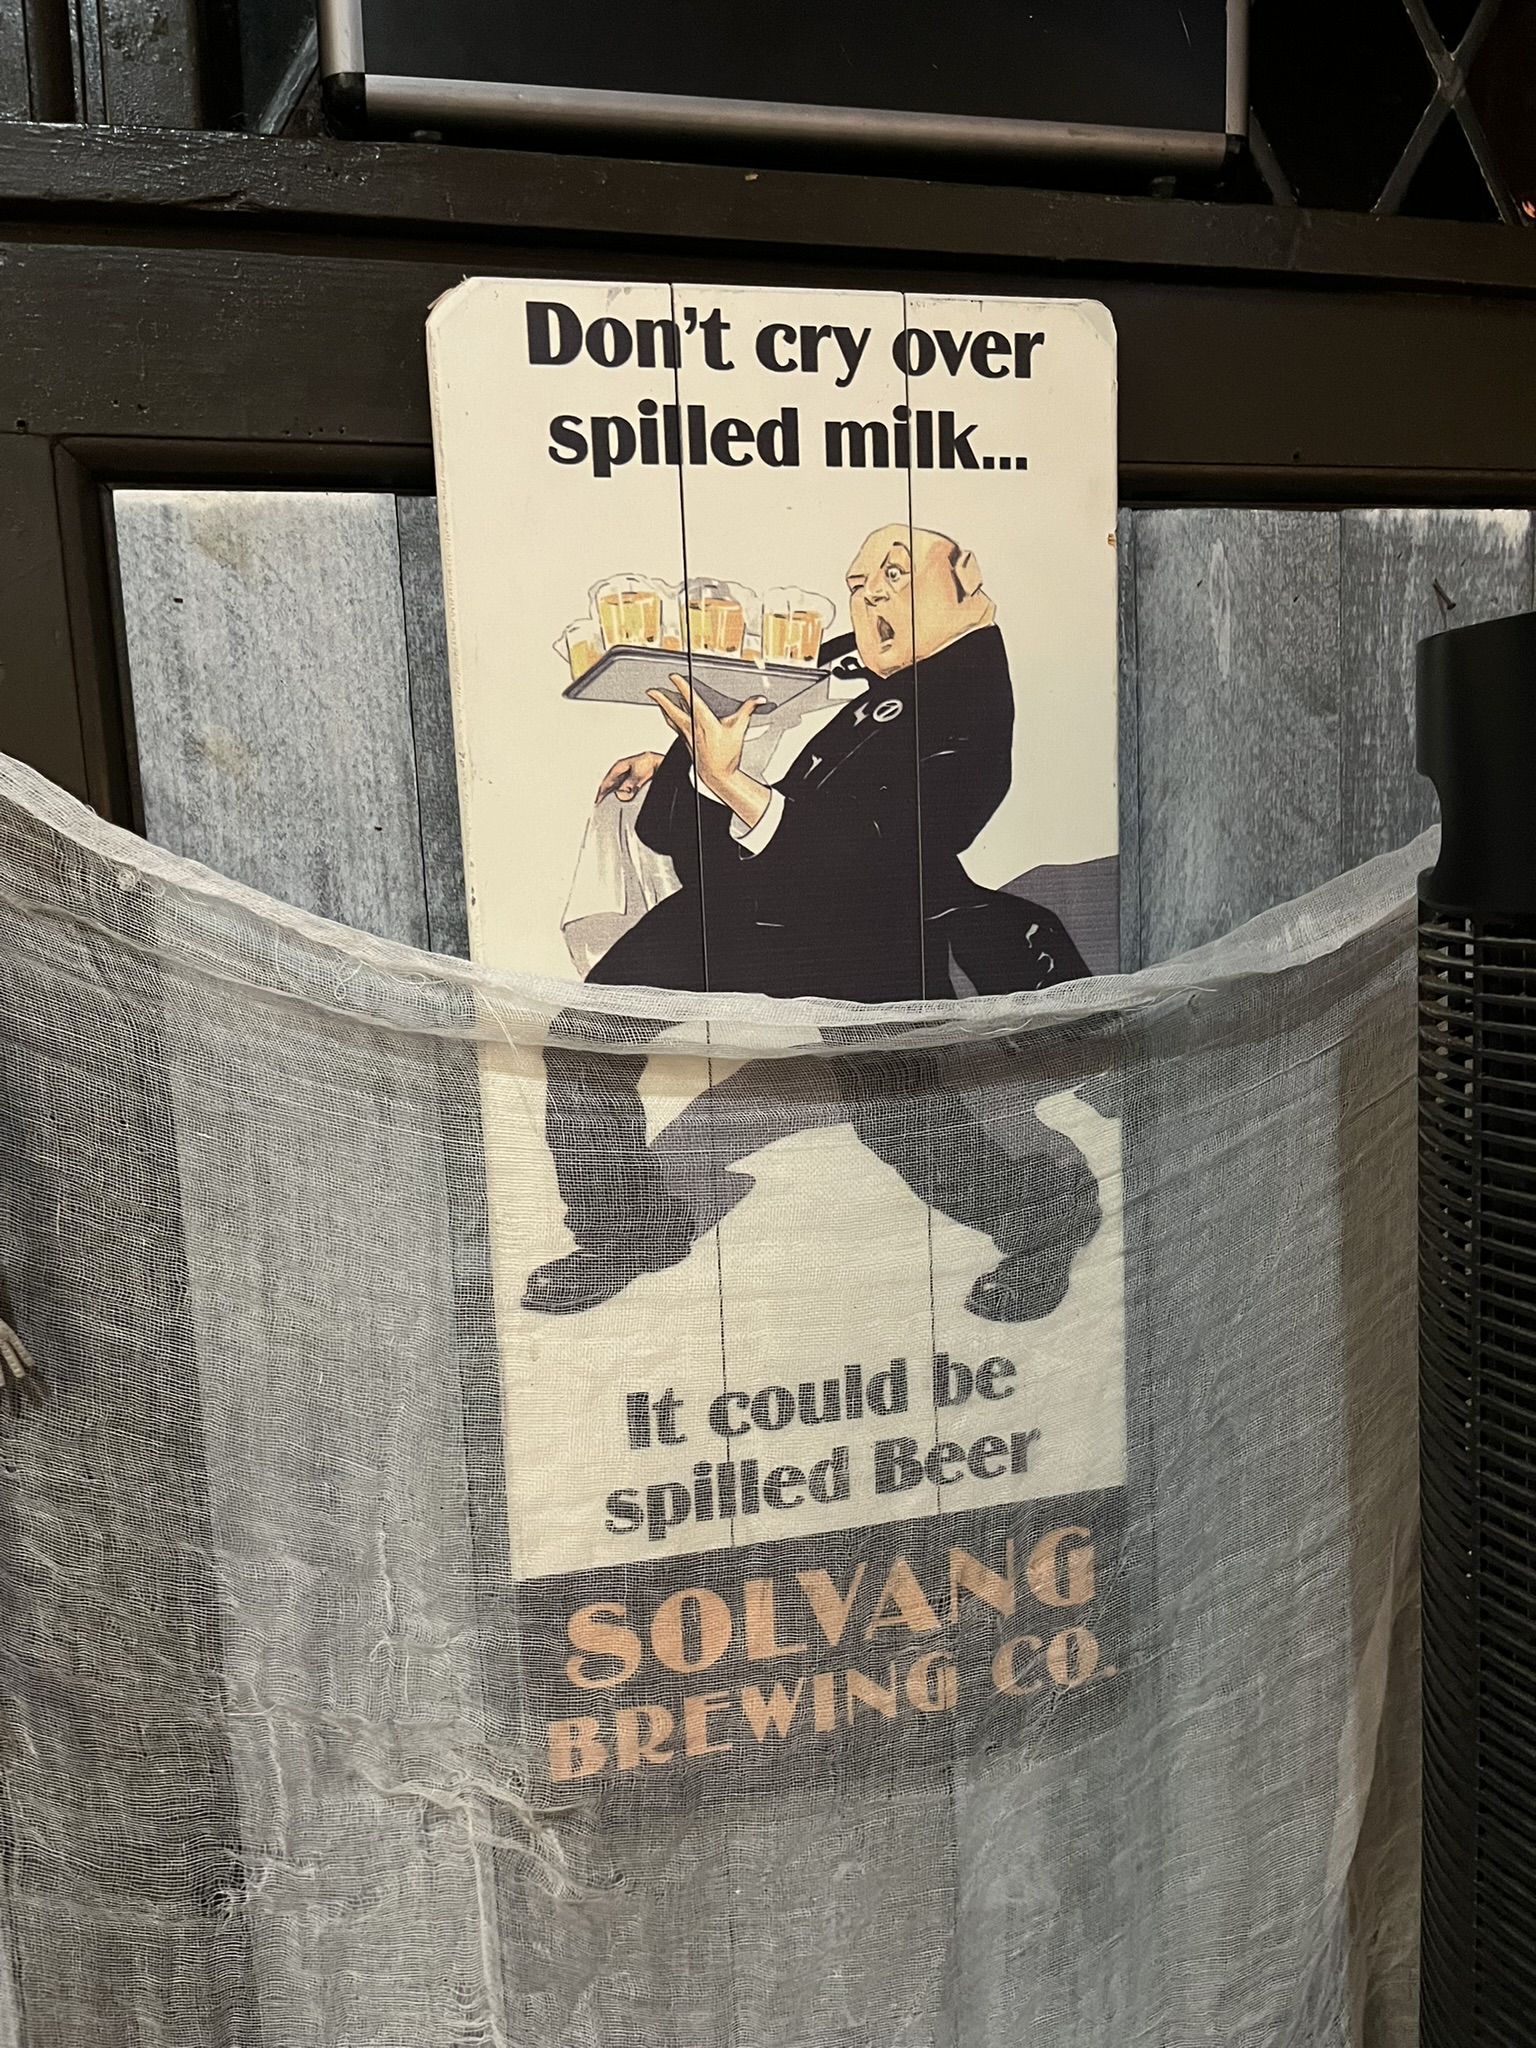 Don't cry over
spilled milk...
It could be
spilled Beer
SOLVANG
BREWING CO.